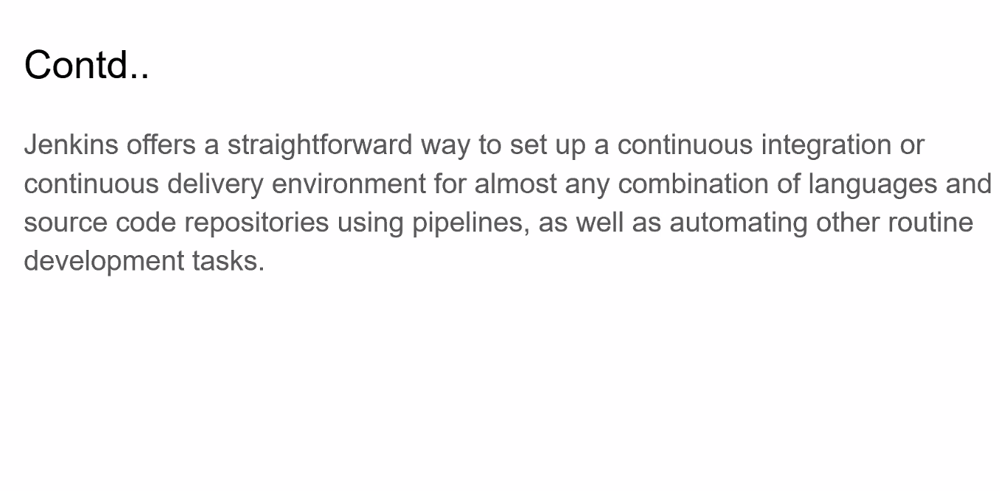 Contd..
Jenkins offers a straightforward way to set up a continuous integration or
continuous delivery environment for almost any combination of languages and
source code repositories using pipelines, as well as automating other routine
development tasks.